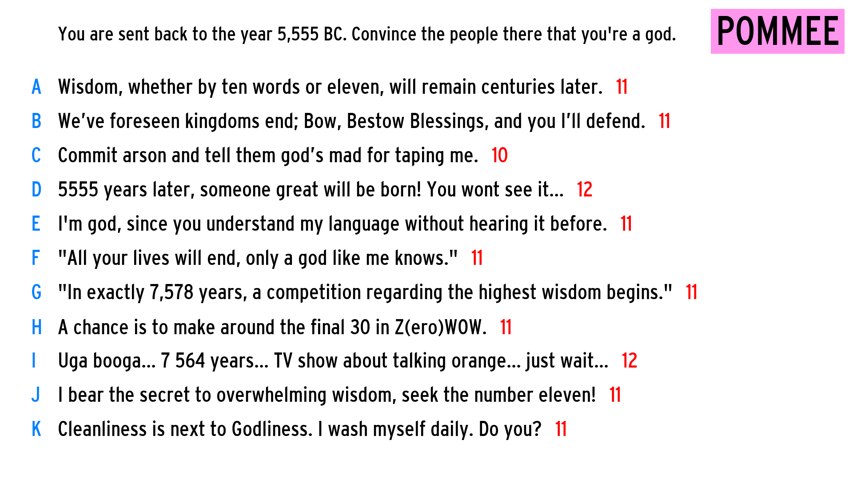 You are sent back to the year 5,555 BC. Convince the people there that you're a god.
POMMEE
A Wisdom, whether by ten words or eleven, will remain centuries later. 11
B We’ve foreseen kingdoms end; Bow, Bestow Blessings, and you I’ll defend. 11
C Commit arson and tell them god’s mad for taping me. 10
D 5555 years later, someone great will be born! You wont see it... 12
E I'm god, since you understand my language without hearing it before. 11
F "All your lives will end, only a god like me knows." 11
G "In exactly 7,578 years, a competition regarding the highest wisdom begins." 11
H A chance is to make around the final 30 in Z(ero)WOW. 11
I Uga booga... 7 564 years... TV show about talking orange... just wait... 12
J I bear the secret to overwhelming wisdom, seek the number eleven! 11
K Cleanliness is next to Godliness. I wash myself daily. Do you? 11